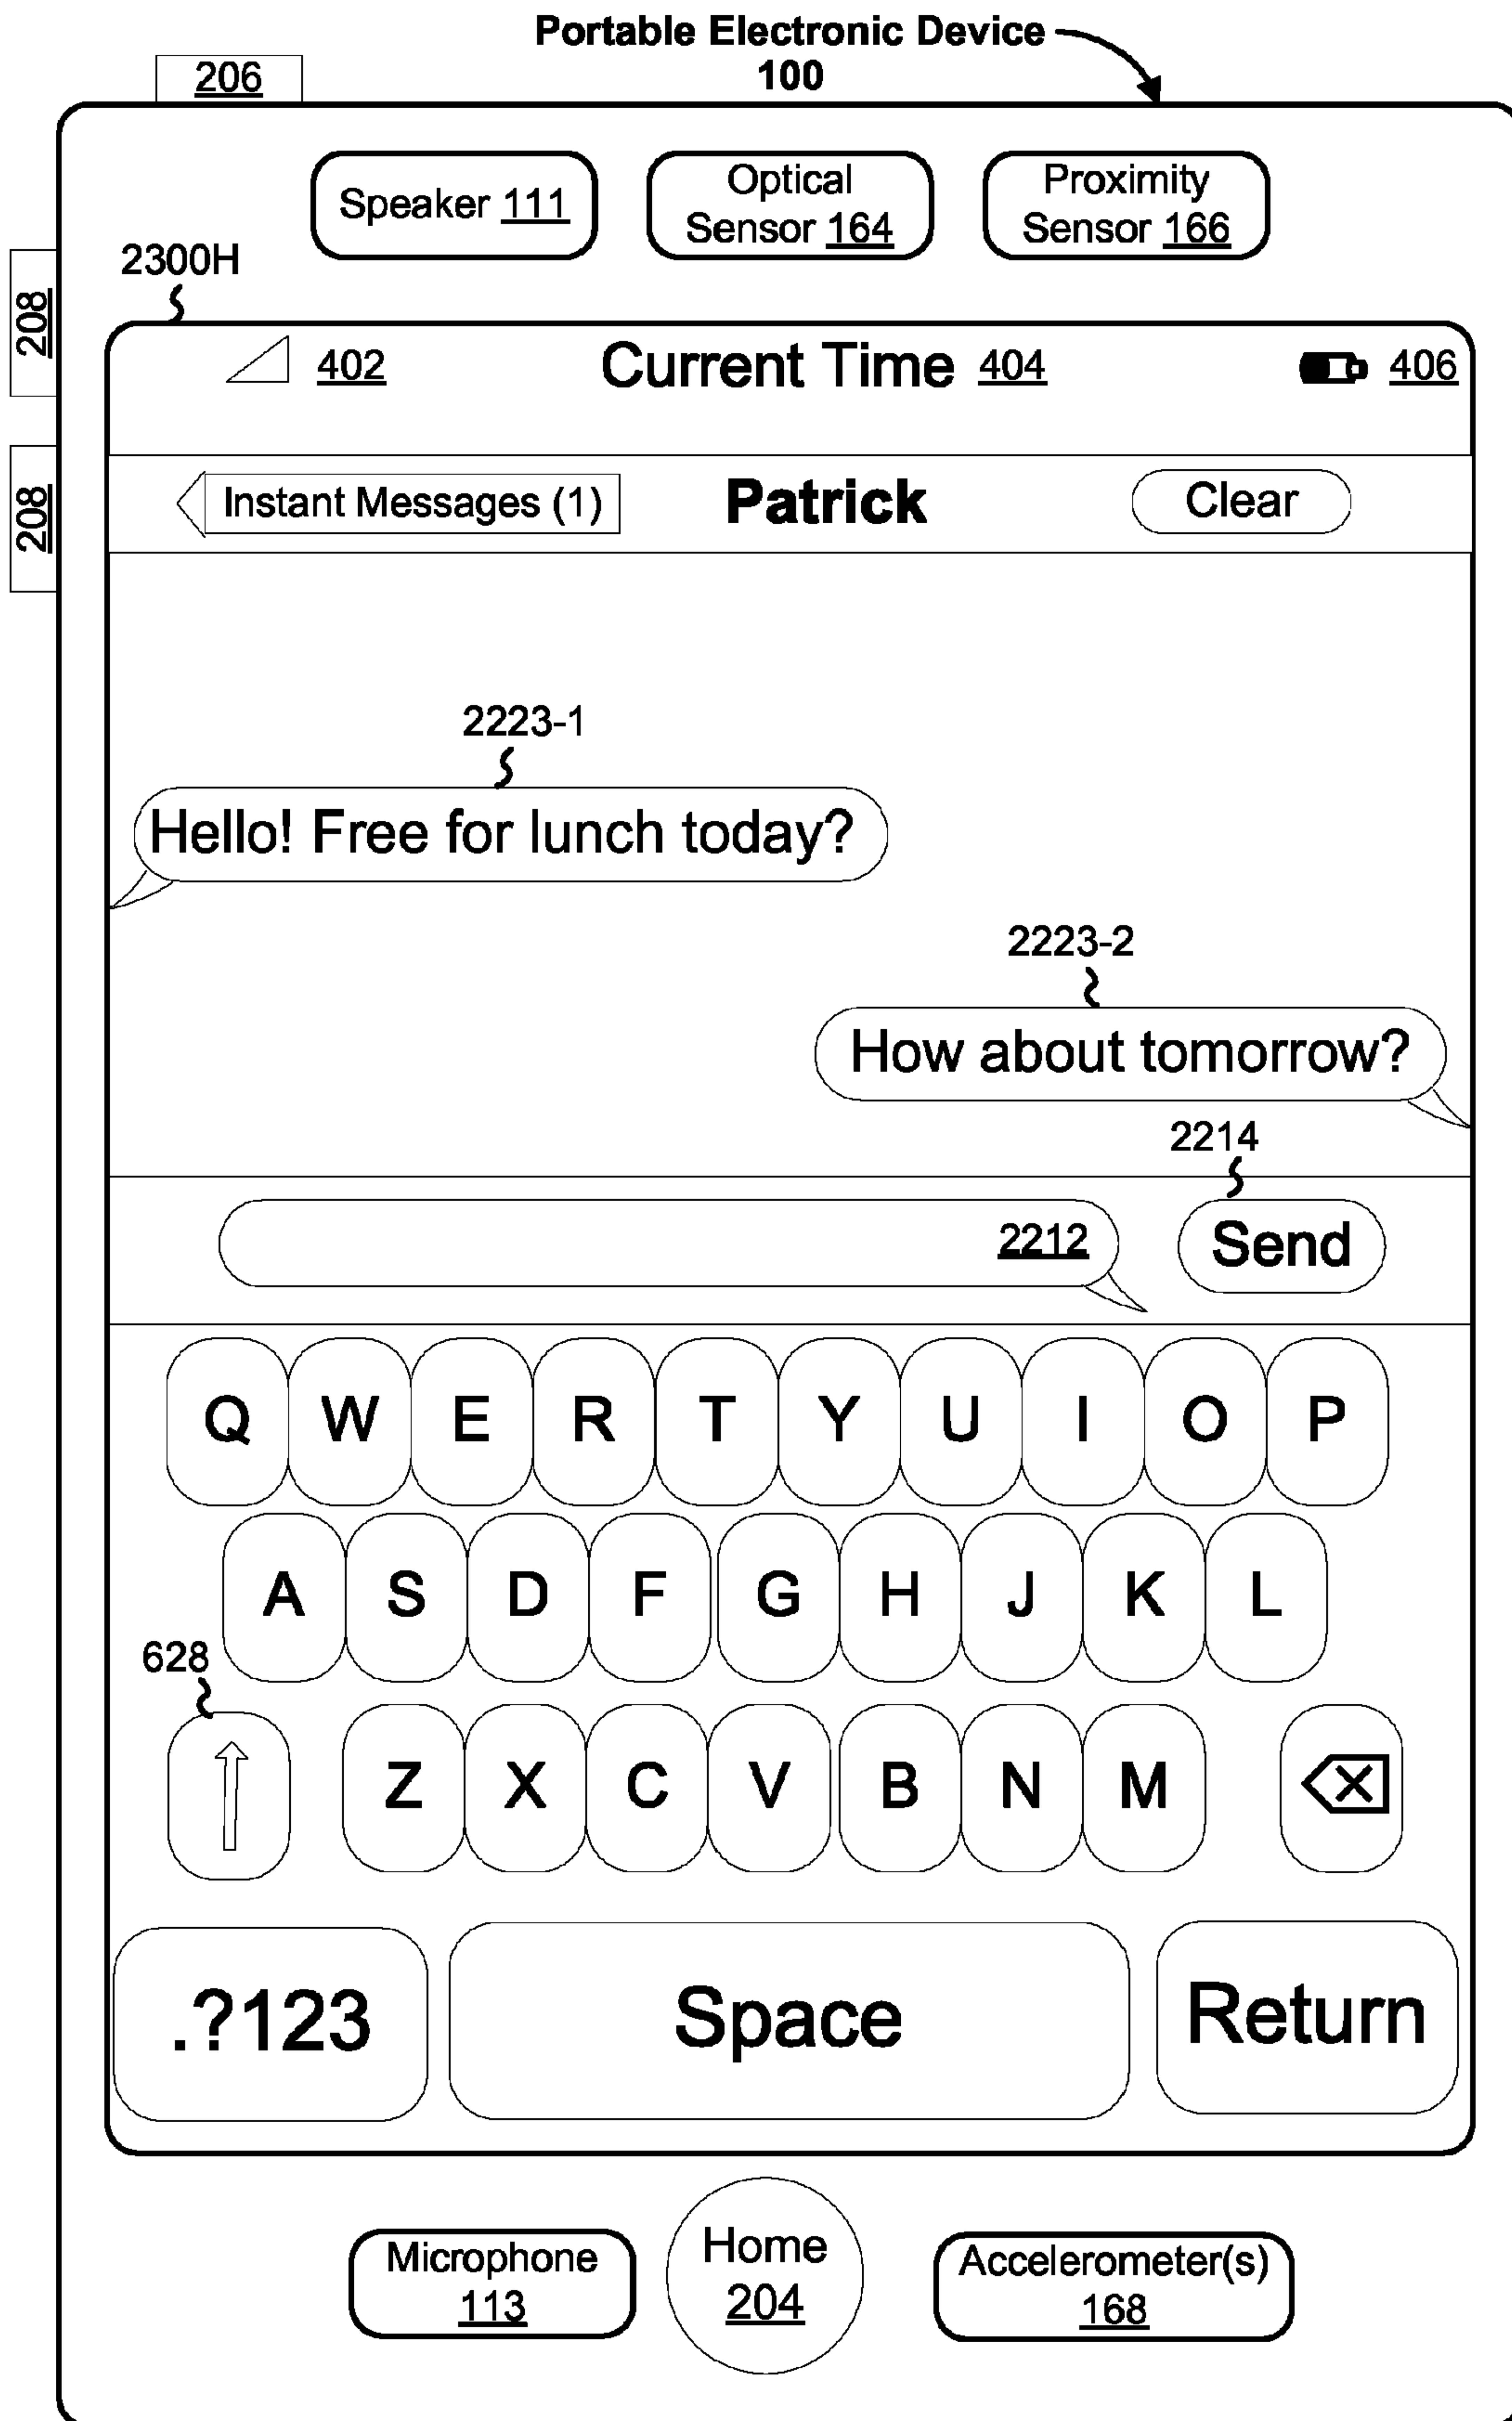 Portable Electronic Device
100
206
Speaker 111
Optical
Sensor 164
Proximity
Sensor 166
2300H
208
402
Current Time 404
406
208
Instant Messages (1)
Patrick
Clear
2223-1
Hello! Free for lunch today?
2223-2
How about tomorrow?
2214
2212
Send
Q W E R T Y U I O P
A S D F G H J K L
628
Z X C V B N M
.?123
Space
Return
Microphone
113
Home
204
Accelerometer(s)
168